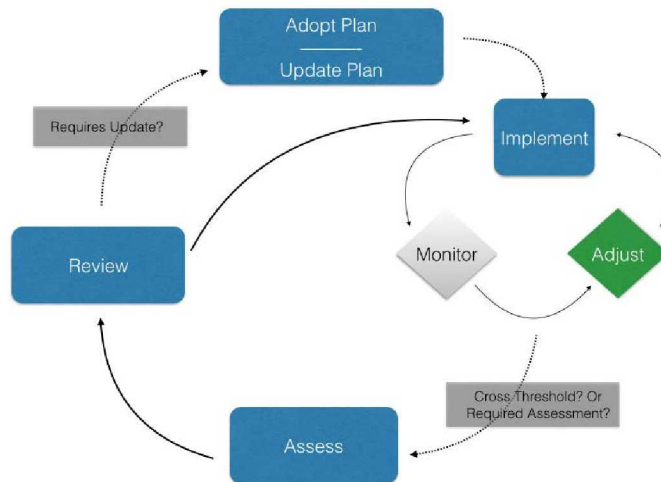 Adopt Plan
Update Plan
Requires Update?
Implement
Review
Monitor
Adjust
Cross Threshold? Or
Required Assessment?
Assess